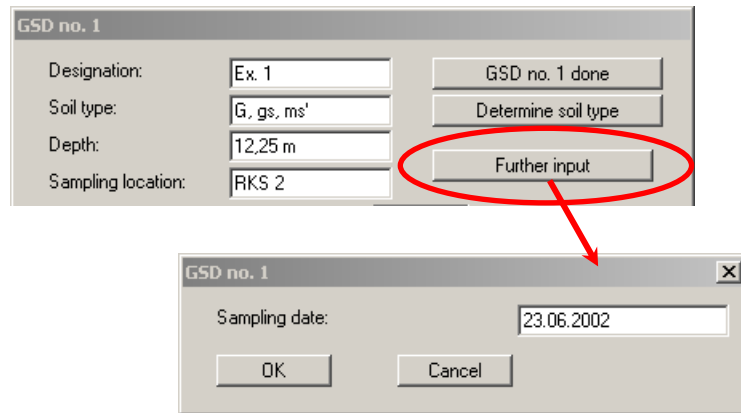 GSD no. 1
Designation: Ex. 1 GSD no. 1 done
Soil type: G, gs, ms' Determine soil type
Depth: 12,25 m
Further input
Sampling location: RKS 2
GSD no. 1
Sampling date: 23.06.2002
OK Cancel